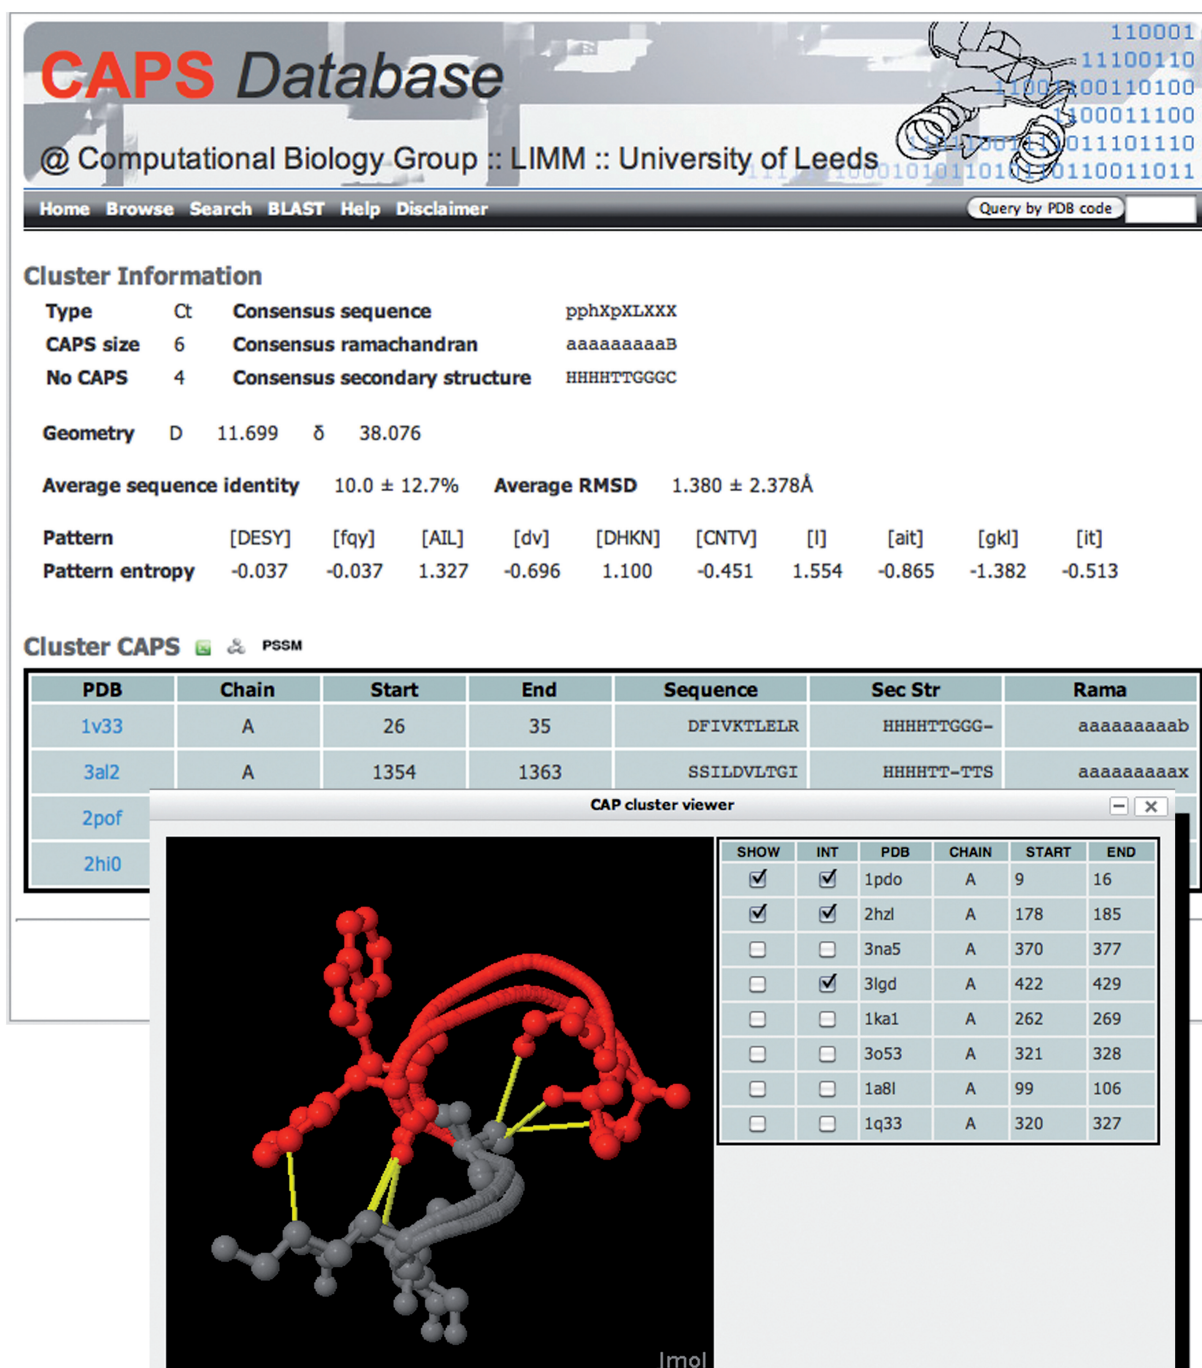 CAPS Database
@ Computational Biology Group :: LIMM :: University of Leeds
110001
11100110
11001100110100
1100011100
Home Browse Search BLAST Help Disclaimer Query by PDB code
Cluster Information
Type Ct Consensus sequence pphXpXLXXX
CAPS size 6 Consensus ramachandran aaaaaaaaaB
No CAPS 4 Consensus secondary structure HHHHTTGGGC
Geometry D 11.699 δ 38.076
Average sequence identity 10.0 ± 12.7% Average RMSD 1.380 ± 2.378Å
Pattern [DESY] [fqy] [AIL] [dv] [DHKN] [CNTV] [l] [ait] [gkl] [it]
Pattern entropy -0.037 -0.037 1.327 -0.696 1.100 -0.451 1.554 -0.865 -1.382 -0.513
Cluster CAPS PSSM
PDB Chain Start End Sequence Sec Str Rama
1v33 A 26 35 DFIVKTLELR HHHHTTGGG- aaaaaaaaab
3al2 A 1354 1363 SSILDVLTGI HHHHTT-TTS aaaaaaaaax
2pof
2hi0
CAP cluster viewer
SHOW INT PDB CHAIN START END
1pdo A 9 16
2hzl A 178 185
3na5 A 370 377
3lgd A 422 429
1ka1 A 262 269
3o53 A 321 328
1a8l A 99 106
1q33 A 320 327
Jmol